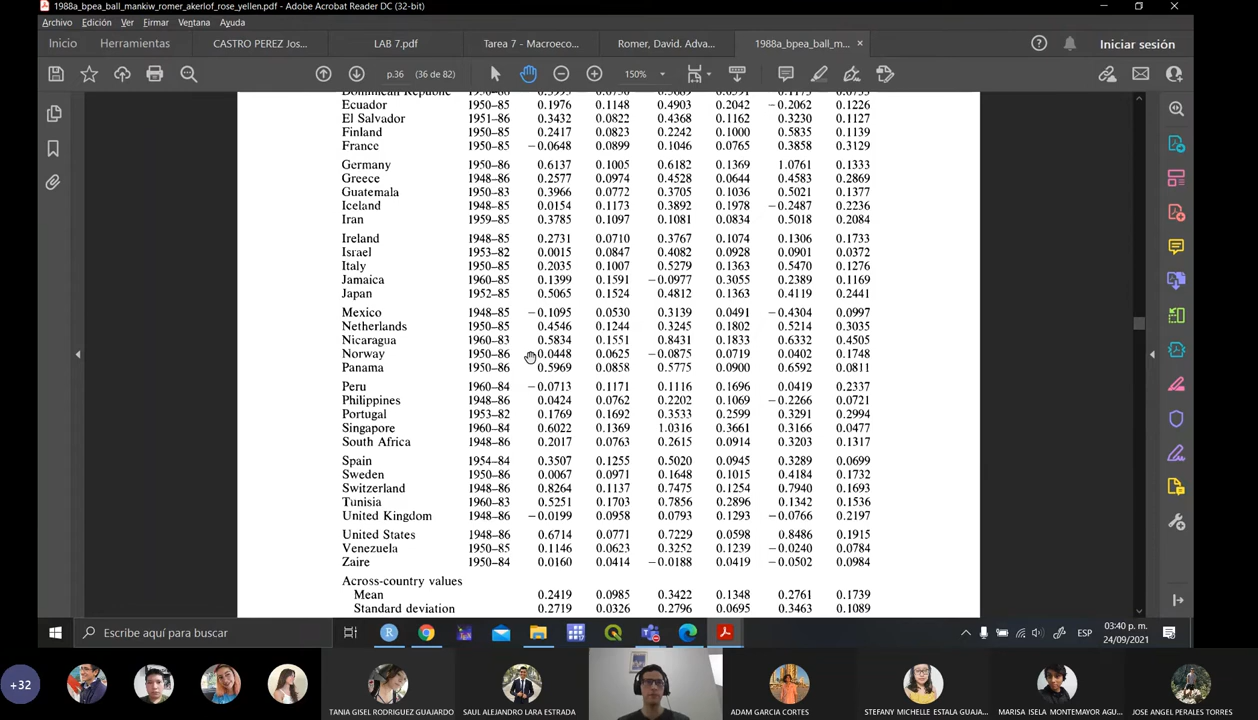 1988a_bpea_ball_mankiw_romer_akerlof_rose_yellen.pdf - Adobe Acrobat Reader DC (32-bit)
Archivo Edición Ver Firmar Ventana Ayuda
Inicio Herramientas CASTRO PEREZ Jos... LAB 7.pdf Tarea 7 - Macroeco... Romer, David. Adva... 1988a_bpea_ball_m... × Iniciar sesión
p.36 (36 de 82) 150%
Dominican Republic
Ecuador 1950–85 0.1976 0.1148 0.4903 0.2042 −0.2062 0.1226
El Salvador 1951–86 0.3432 0.0822 0.4368 0.1162 0.3230 0.1127
Finland 1950–85 0.2417 0.0823 0.2242 0.1000 0.5835 0.1139
France 1950–85 −0.0648 0.0899 0.1046 0.0765 0.3858 0.3129
Germany 1950–86 0.6137 0.1005 0.6182 0.1369 1.0761 0.1333
Greece 1948–86 0.2577 0.0974 0.4528 0.0644 0.4583 0.2869
Guatemala 1950–83 0.3966 0.0772 0.3705 0.1036 0.5021 0.1377
Iceland 1948–85 0.0154 0.1173 0.3892 0.1978 −0.2487 0.2236
Iran 1959–85 0.3785 0.1097 0.1081 0.0834 0.5018 0.2084
Ireland 1948–85 0.2731 0.0710 0.3767 0.1074 0.1306 0.1733
Israel 1953–82 0.0015 0.0847 0.4082 0.0928 0.0901 0.0372
Italy 1950–85 0.2035 0.1007 0.5279 0.1363 0.5470 0.1276
Jamaica 1960–85 0.1399 0.1591 −0.0977 0.3055 0.2389 0.1169
Japan 1952–85 0.5065 0.1524 0.4812 0.1363 0.4119 0.2441
Mexico 1948–85 −0.1095 0.0530 0.3139 0.0491 −0.4304 0.0997
Netherlands 1950–85 0.4546 0.1244 0.3245 0.1802 0.5214 0.3035
Nicaragua 1960–83 0.5834 0.1551 0.8431 0.1833 0.6332 0.4505
Norway 1950–86 0.0448 0.0625 −0.0875 0.0719 0.0402 0.1748
Panama 1950–86 0.5969 0.0858 0.5775 0.0900 0.6592 0.0811
Peru 1960–84 −0.0713 0.1171 0.1116 0.1696 0.0419 0.2337
Philippines 1948–86 0.0424 0.0762 0.2202 0.1069 −0.2266 0.0721
Portugal 1953–82 0.1769 0.1692 0.3533 0.2599 0.3291 0.2994
Singapore 1960–84 0.6022 0.1369 1.0316 0.3661 0.3166 0.0477
South Africa 1948–86 0.2017 0.0763 0.2615 0.0914 0.3203 0.1317
Spain 1954–84 0.3507 0.1255 0.5020 0.0945 0.3289 0.0699
Sweden 1950–86 0.0067 0.0971 0.1648 0.1015 0.4184 0.1732
Switzerland 1948–86 0.8264 0.1137 0.7475 0.1254 0.7940 0.1693
Tunisia 1960–83 0.5251 0.1703 0.7856 0.2896 0.1342 0.1536
United Kingdom 1948–86 −0.0199 0.0958 0.0793 0.1293 −0.0766 0.2197
United States 1948–86 0.6714 0.0771 0.7229 0.0598 0.8486 0.1915
Venezuela 1950–85 0.1146 0.0623 0.3252 0.1239 −0.0240 0.0784
Zaire 1950–84 0.0160 0.0414 −0.0188 0.0419 −0.0502 0.0984
Across-country values
Mean 0.2419 0.0985 0.3422 0.1348 0.2761 0.1739
Standard deviation 0.2719 0.0326 0.2796 0.0695 0.3463 0.1089
Escribe aquí para buscar
ESP
03:40 p. m.
24/09/2021
+32
TANIA GISEL RODRIGUEZ GUAJARDO
SAUL ALEJANDRO LARA ESTRADA
ADAM GARCIA CORTES
STEFANY MICHELLE ESTALA GUAJA...
MARISA ISELA MONTEMAYOR AGU...
JOSE ANGEL PERALES TORRES